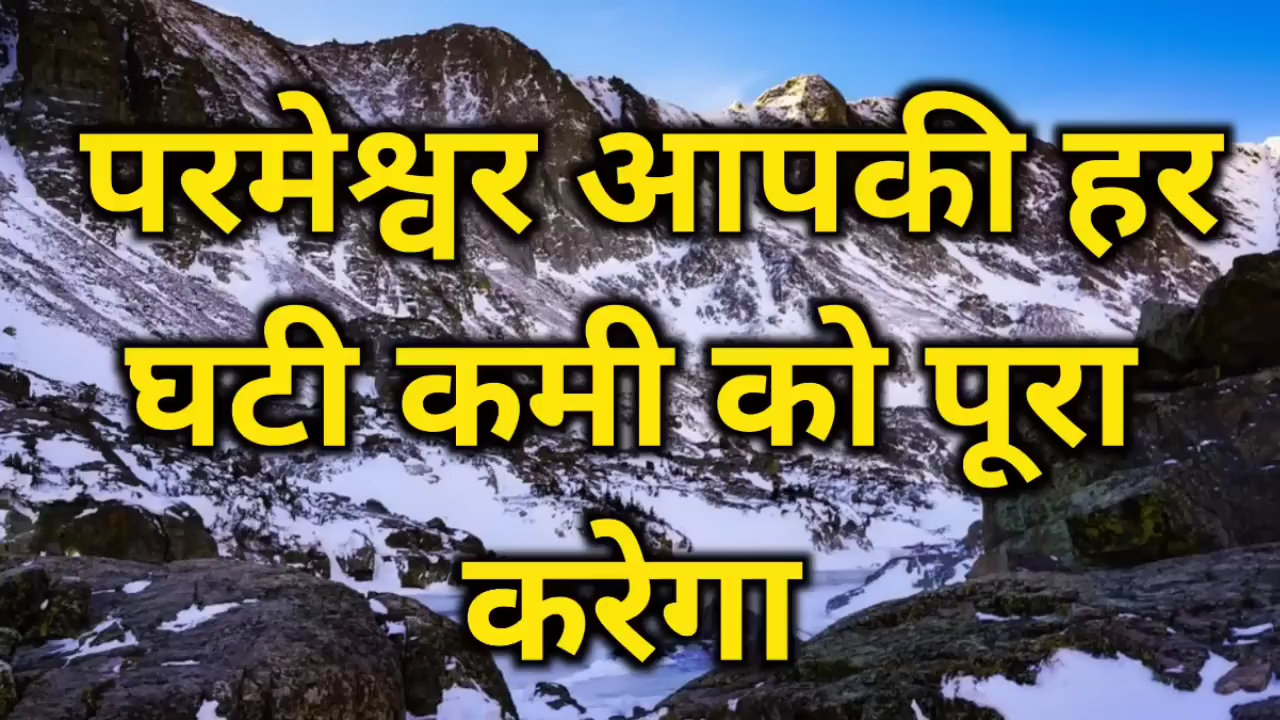 परमेश्वर आपकी हर
घटी कमी को पूरा
करेगा